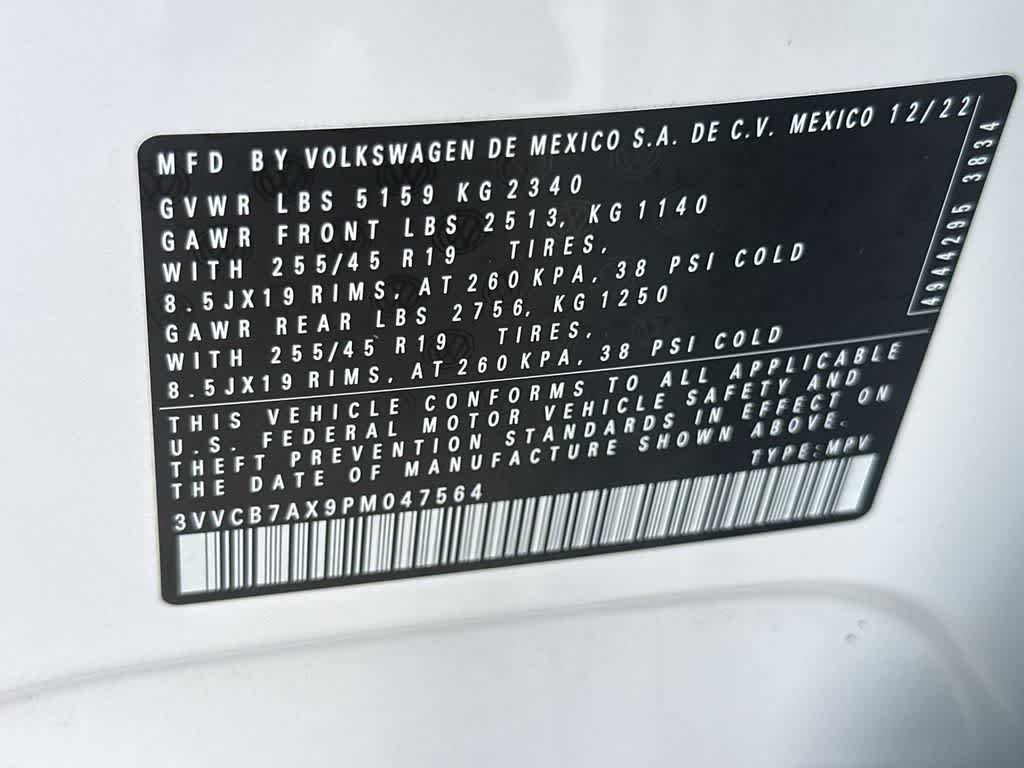 MFD BY VOLKSWAGEN DE MEXICO S.A. DE C.V. MEXICO 12/22
GVWR LBS 5159 KG 2340
GAWR FRONT LBS 2513, KG 1140
WITH 255/45 R19 TIRES,
8.5JX19 RIMS, AT 260 KPA, 38 PSI COLD
GAWR REAR LBS 2756, KG 1250
WITH 255/45 R19 TIRES,
8.5JX19 RIMS, AT 260 KPA, 38 PSI COLD
4944295 3834
THIS VEHICLE CONFORMS TO ALL APPLICABLE
U.S. FEDERAL MOTOR VEHICLE SAFETY AND
THEFT PREVENTION STANDARDS IN EFFECT ON
THE DATE OF MANUFACTURE SHOWN ABOVE.
3VVCB7AX9PM047564 TYPE: MPV